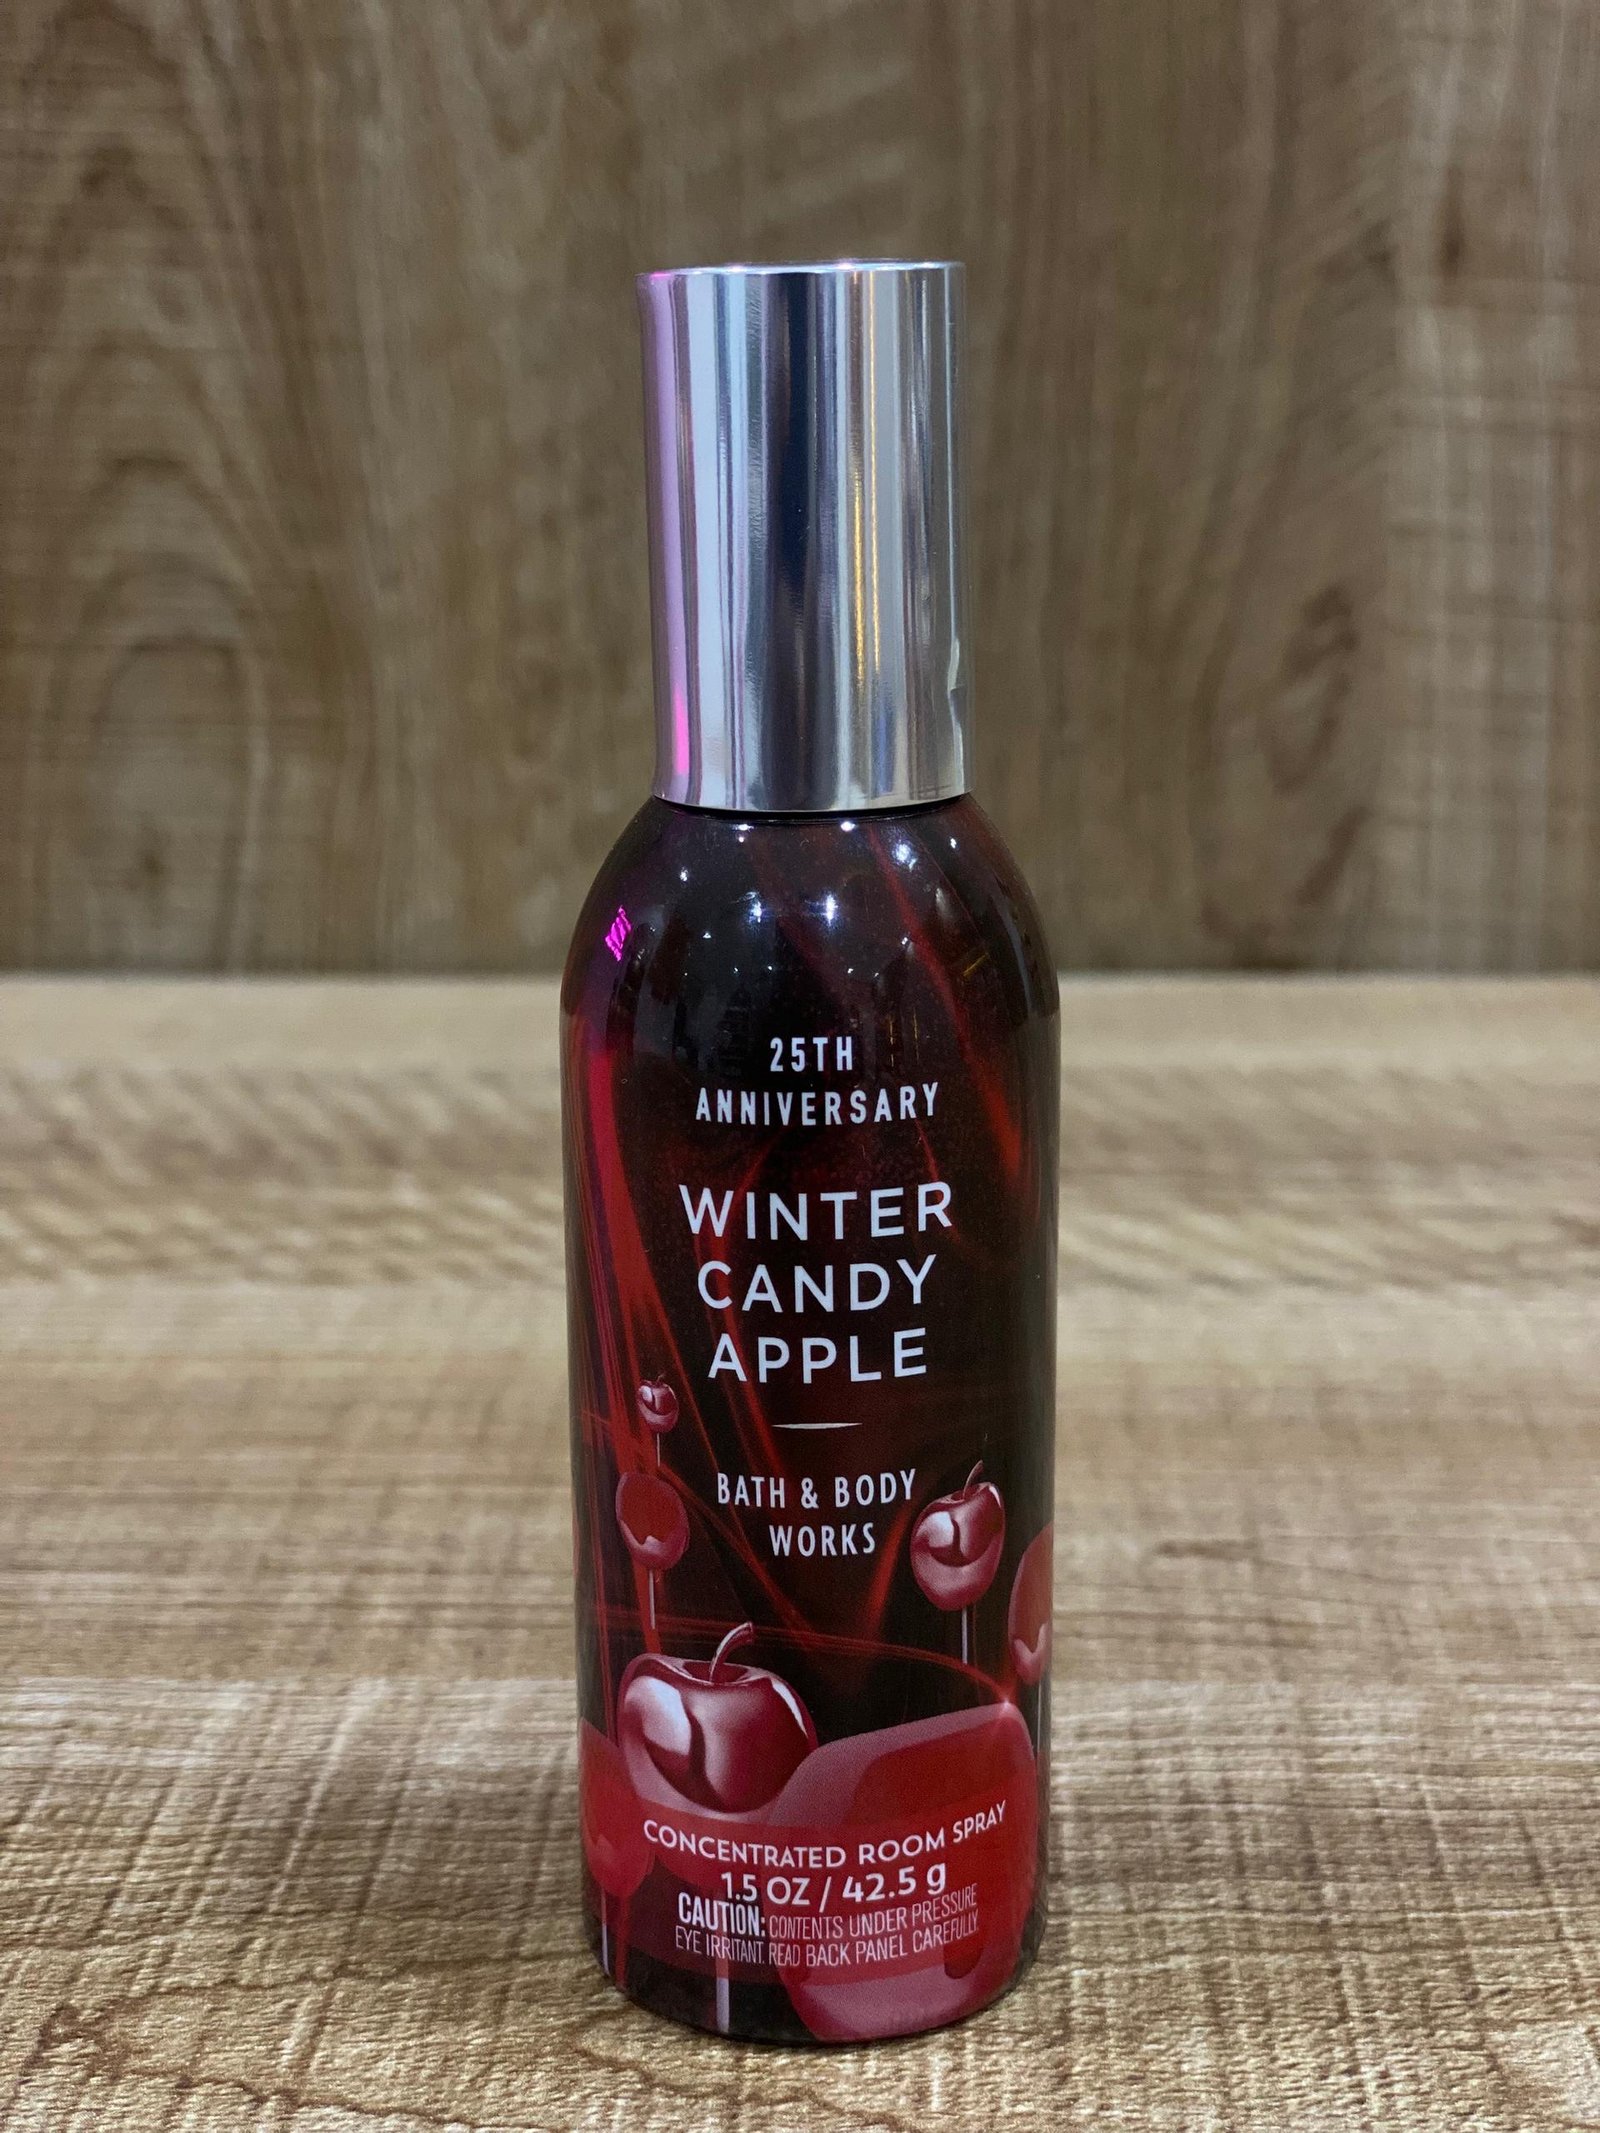 25TH
ANNIVERSARY
WINTER
CANDY
APPLE
BATH & BODY
WORKS
CONCENTRATED ROOM SPRAY
1.5 OZ / 42.5 g
CAUTION: CONTENTS UNDER PRESSURE
EYE IRRITANT. READ BACK PANEL CAREFULLY.